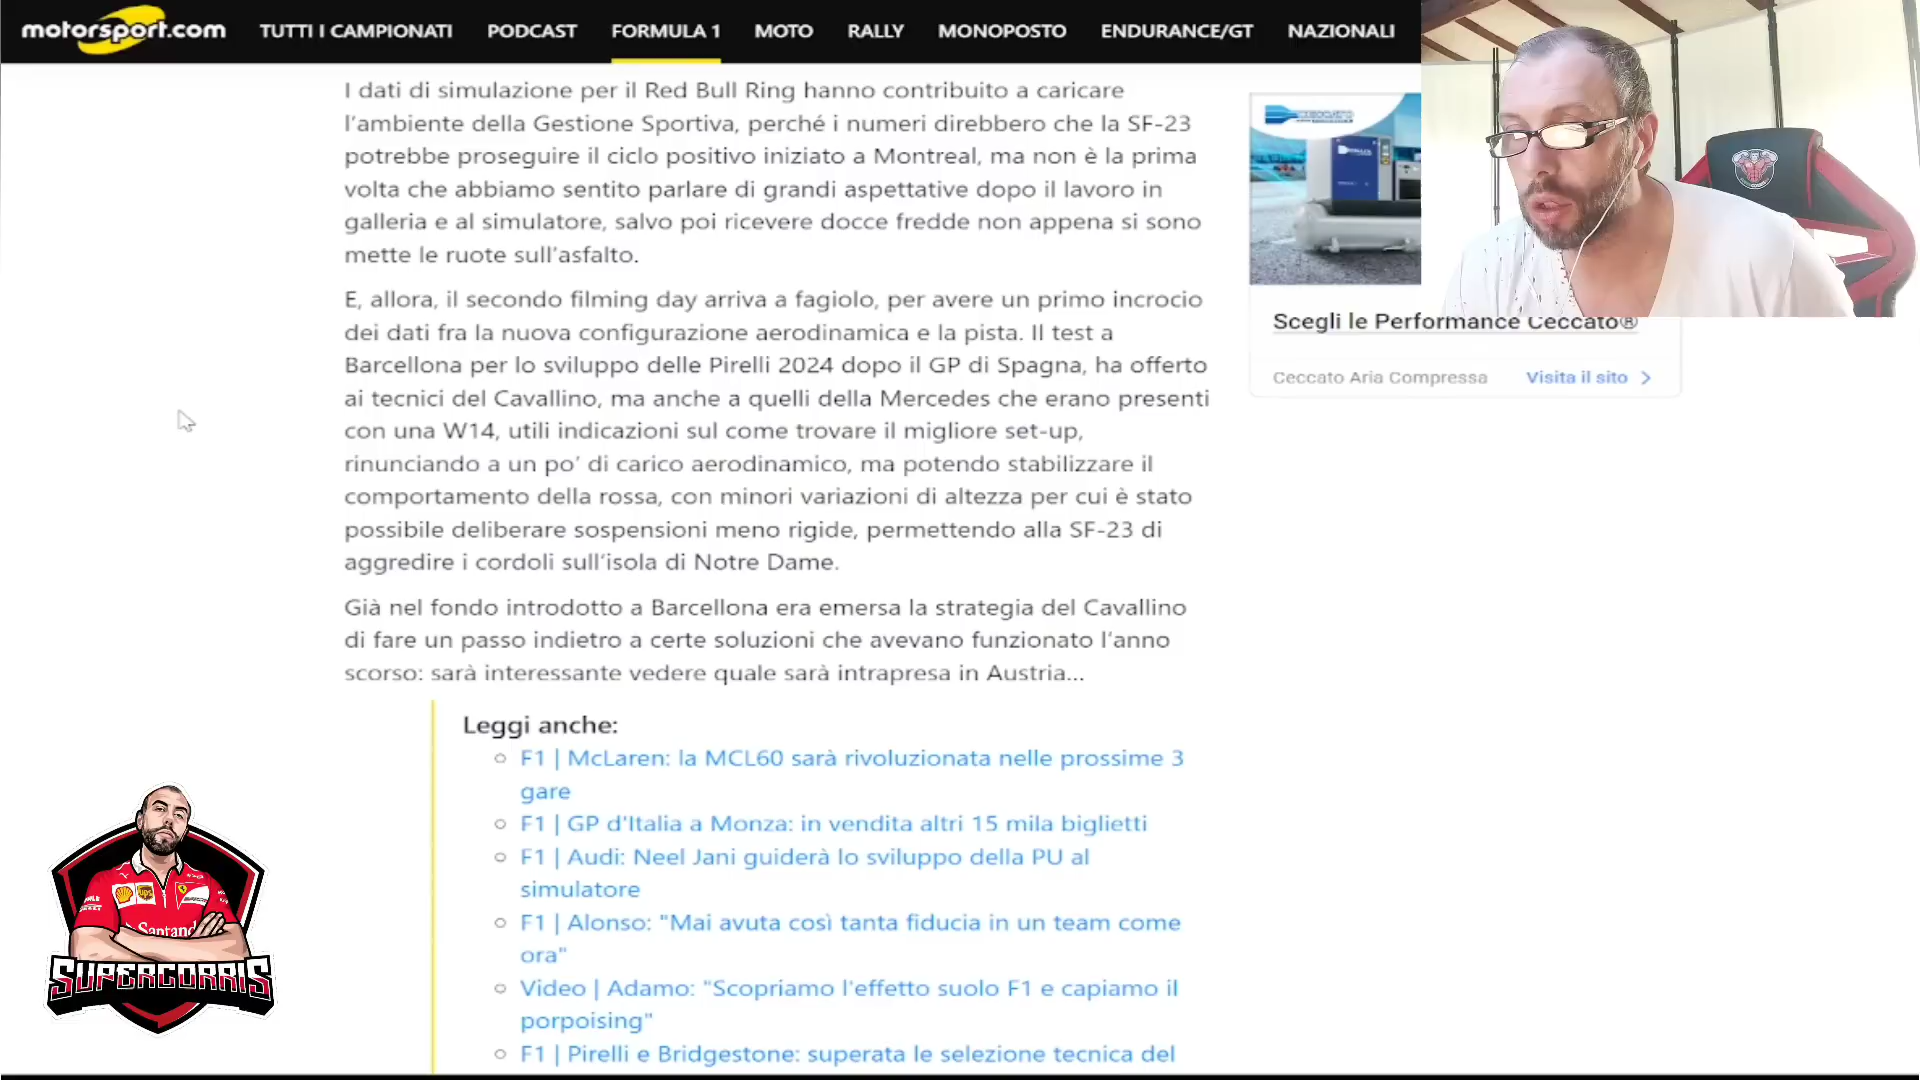 motorsport.com
TUTTI I CAMPIONATI PODCAST FORMULA 1 MOTO RALLY MONOPOSTO ENDURANCE/GT NAZIONALI
I dati di simulazione per il Red Bull Ring hanno contribuito a caricare
l’ambiente della Gestione Sportiva, perché i numeri direbbero che la SF-23
potrebbe proseguire il ciclo positivo iniziato a Montreal, ma non è la prima
volta che abbiamo sentito parlare di grandi aspettative dopo il lavoro in
galleria e al simulatore, salvo poi ricevere docce fredde non appena si sono
mette le ruote sull’asfalto.
E, allora, il secondo filming day arriva a fagiolo, per avere un primo incrocio
dei dati fra la nuova configurazione aerodinamica e la pista. Il test a
Barcellona per lo sviluppo delle Pirelli 2024 dopo il GP di Spagna, ha offerto
ai tecnici del Cavallino, ma anche a quelli della Mercedes che erano presenti
con una W14, utili indicazioni sul come trovare il migliore set-up,
rinunciando a un po’ di carico aerodinamico, ma potendo stabilizzare il
comportamento della rossa, con minori variazioni di altezza per cui è stato
possibile deliberare sospensioni meno rigide, permettendo alla SF-23 di
aggredire i cordoli sull’isola di Notre Dame.
Già nel fondo introdotto a Barcellona era emersa la strategia del Cavallino
di fare un passo indietro a certe soluzioni che avevano funzionato l’anno
scorso: sarà interessante vedere quale sarà intrapresa in Austria...
Leggi anche:
F1 | McLaren: la MCL60 sarà rivoluzionata nelle prossime 3
gare
F1 | GP d'Italia a Monza: in vendita altri 15 mila biglietti
F1 | Audi: Neel Jani guiderà lo sviluppo della PU al
simulatore
F1 | Alonso: "Mai avuta così tanta fiducia in un team come
ora"
Video | Adamo: "Scopriamo l'effetto suolo F1 e capiamo il
porpoising"
F1 | Pirelli e Bridgestone: superata le selezione tecnica del
Scegli le Performance Ceccato®
Ceccato Aria Compressa Visita il sito
ups
Santand
SUPERCORRIS